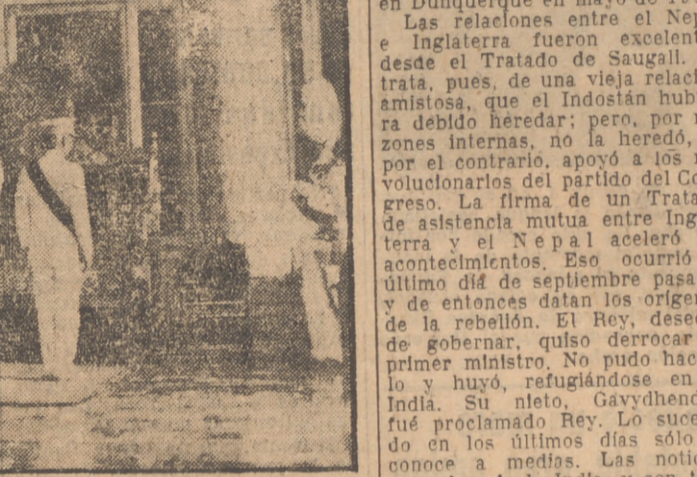 en Dunquerque en mayo de
Las relaciones entre el Ne
e Inglaterra fueron excelent
desde el Tratado de Saugall.
trata, pues, de una vieja relaci
amistosa, que el Indostán hub
ra debido heredar; pero, por r
zones internas, no la heredó,
por el contrario, apoyó a los r
volucionarios del partido del Co
greso. La firma de un Trata
de asistencia mutua entre Ing
terra y el Nepal aceleró
acontecimientos. Eso ocurrió
último día de septiembre pasa
y de entonces datan los orígen
de la rebelión. El Rey, dese
de gobernar, quiso derrocar
primer ministro. No pudo hac
lo y huyó, refugiándose en
India. Su nieto, Gavydhend
fué proclamado Rey. Lo suce
do en los últimos días sólo
conoce a medias. Las notic